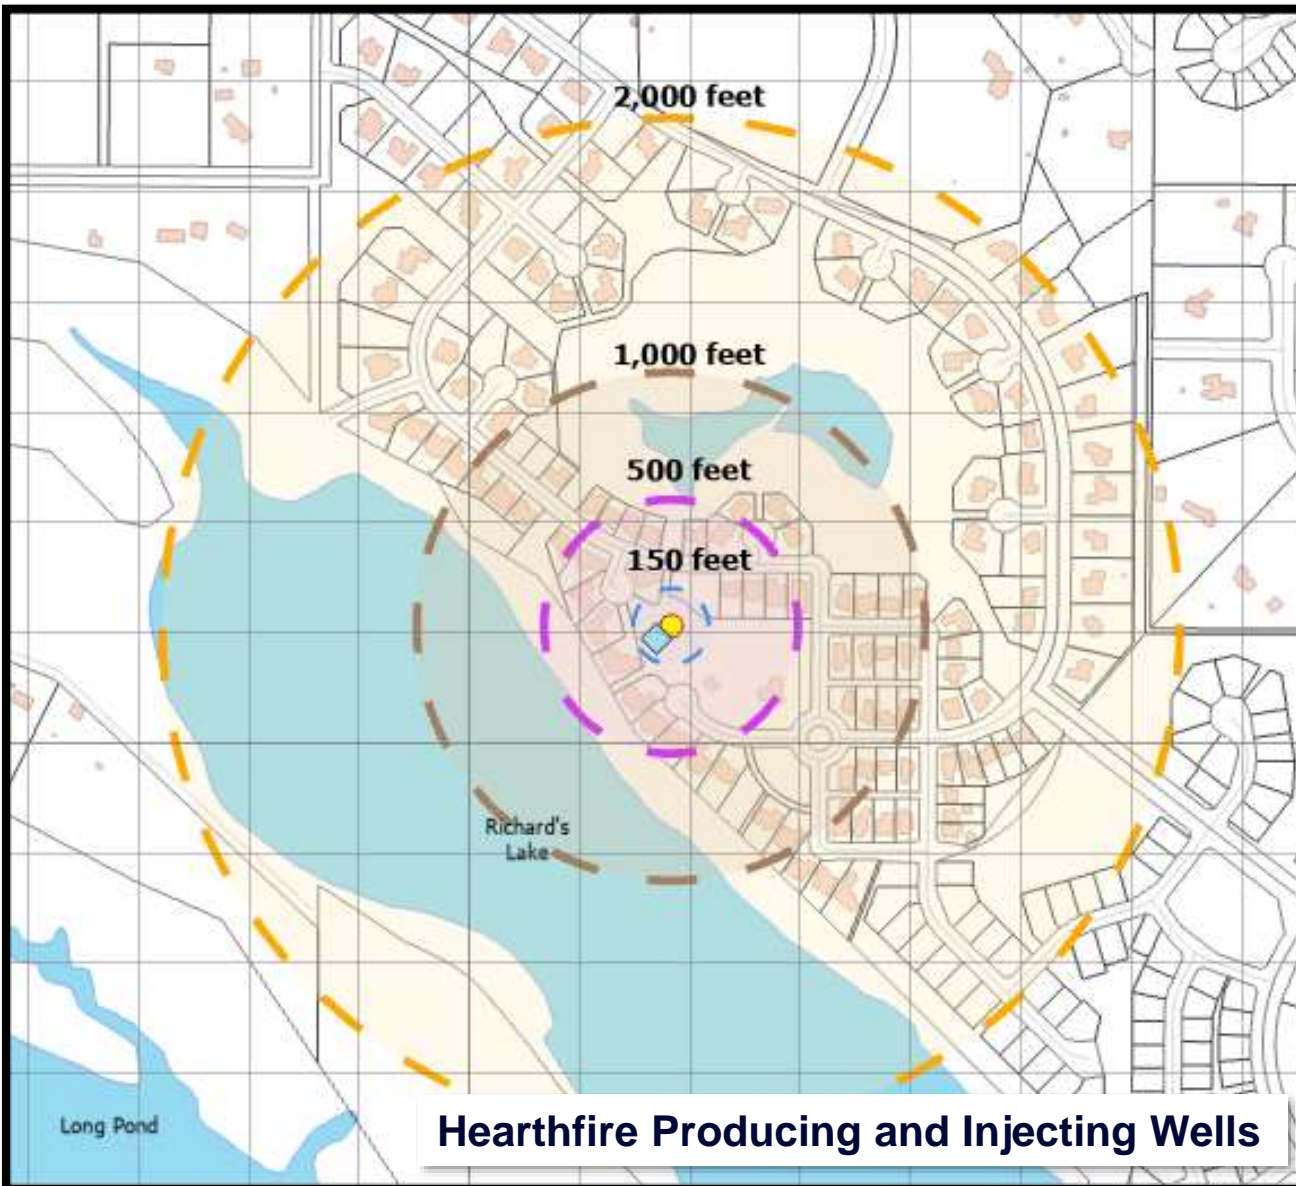 2,000 feet
1,000 feet
500 feet
150 feet
Richard's
Lake
Long Pond
Hearthfire Producing and Injecting Wells